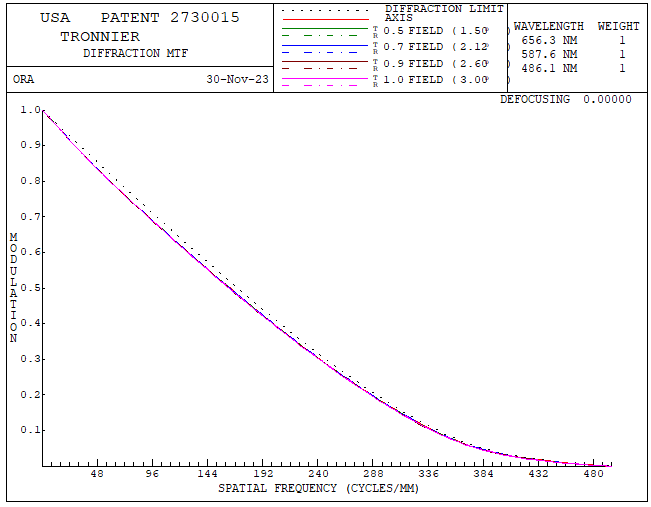 USA PATENT 2730015
TRONNIER
DIFFRACTION MTF
ORA 30-Nov-23
DIFFRACTION LIMIT
AXIS
T
R 0.5 FIELD ( 1.50° )
T
R 0.7 FIELD ( 2.12° )
T
R 0.9 FIELD ( 2.60° )
T
R 1.0 FIELD ( 3.00° )
WAVELENGTH WEIGHT
656.3 NM 1
587.6 NM 1
486.1 NM 1
DEFOCUSING 0.00000
1.0
0.9
0.8
0.7
0.6
0.5
0.4
0.3
0.2
0.1
MODULATION
48 96 144 192 240 288 336 384 432 480
SPATIAL FREQUENCY (CYCLES/MM)